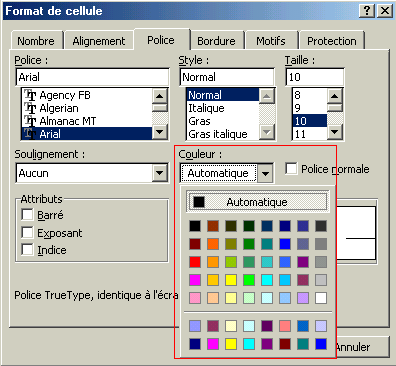 Format de cellule
Nombre Alignement Police Bordure Motifs Protection
Police : Style : Taille :
Arial Normal 10
Agency FB Normal 8
Algerian Italique 9
Almanac MT Gras 10
Arial Gras italique 11
Soulignement : Couleur :
Aucun Automatique Police normale
Attributs Automatique
Barré
Exposant
Indice
Police TrueType, identique à l'écra
Annuler